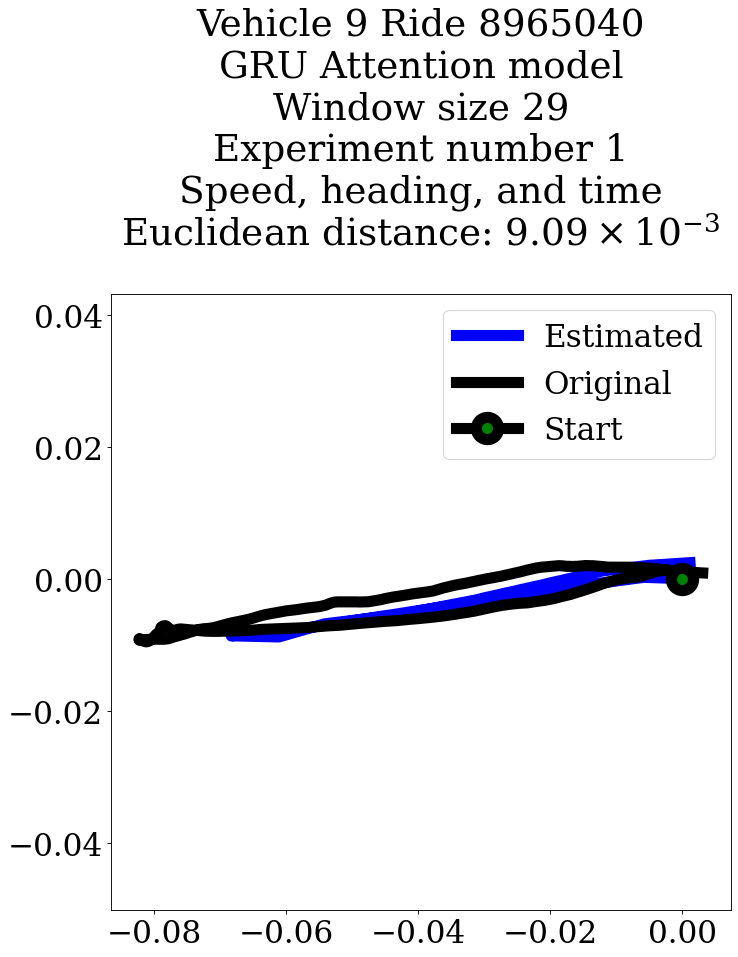 Vehicle 9 Ride 8965040
GRU Attention model
Window size 29
Experiment number 1
Speed, heading, and time
Euclidean distance: 9.09 × 10⁻³
Estimated
Original
Start
0.04
0.02
0.00
−0.02
−0.04
−0.08 −0.06 −0.04 −0.02 0.00